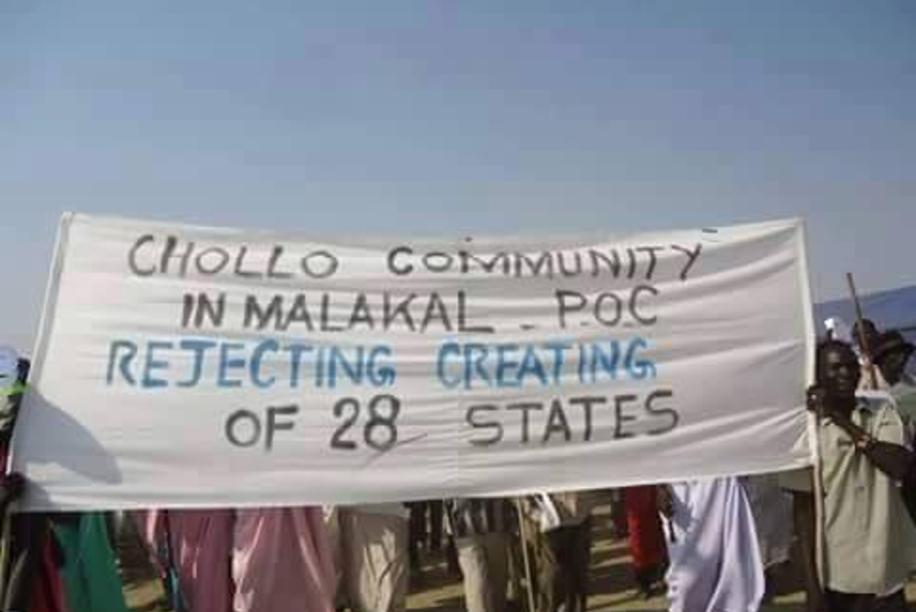 CHOLLO COMMUNITY
IN MALAKAL - P.O.C
REJECTING CREATING
OF 28 STATES